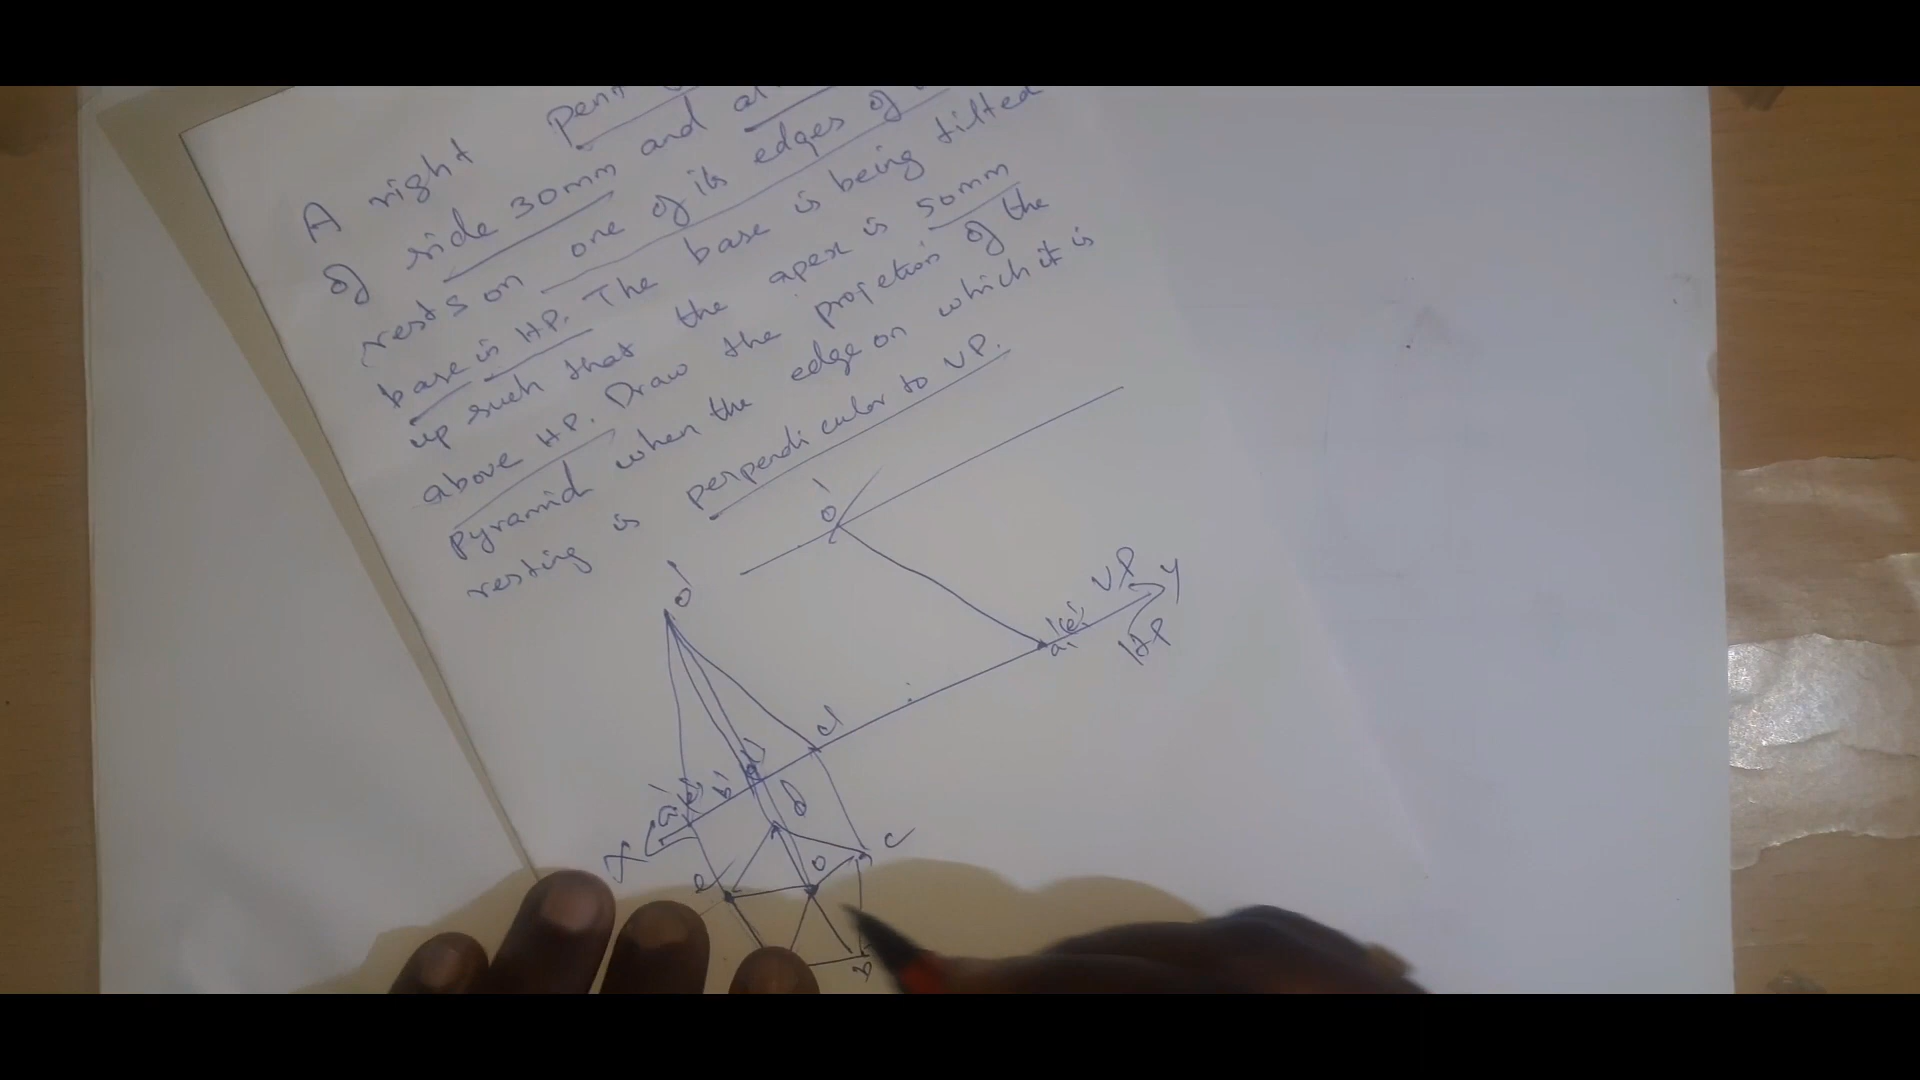 A right
of side 30mm and
rests on one of its edges of
base in HP. The base is being tilted
up such that the apex is 50mm
above HP. Draw the projection of the
pyramid when the edge on which it is
resting is perpendicular to VP.
o'
o'
VP
Y
HP
a'
b'
X
d
e
o
c
b